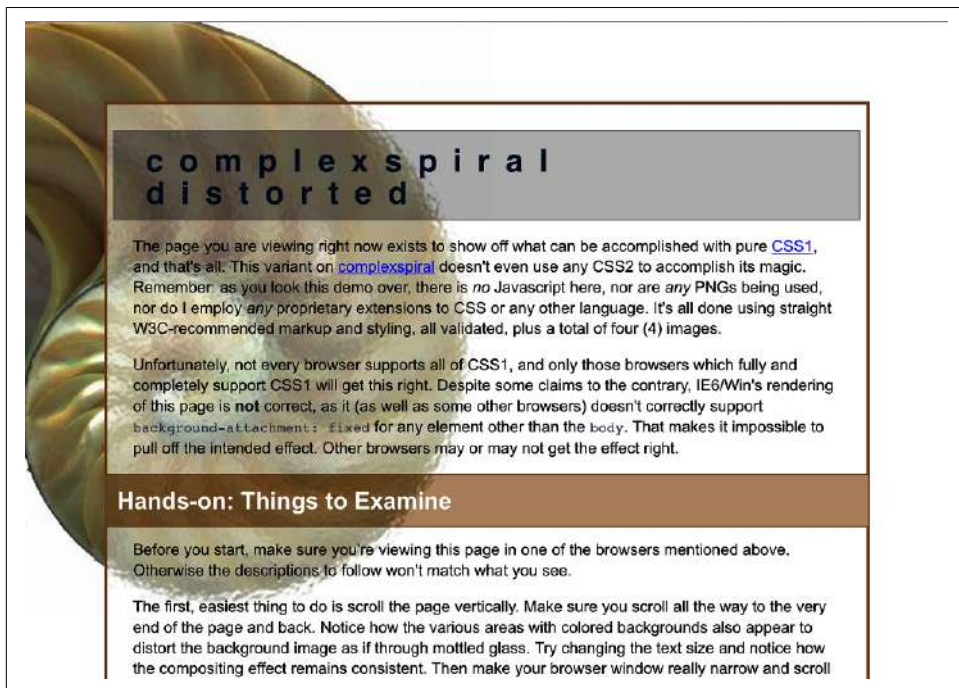 complexspiral
distorted
The page you are viewing right now exists to show off what can be accomplished with pure CSS1,
and that's all. This variant on complexspiral doesn't even use any CSS2 to accomplish its magic.
Remember: as you look this demo over, there is no Javascript here, nor are any PNGs being used,
nor do I employ any proprietary extensions to CSS or any other language. It's all done using straight
W3C-recommended markup and styling, all validated, plus a total of four (4) images.
Unfortunately, not every browser supports all of CSS1, and only those browsers which fully and
completely support CSS1 will get this right. Despite some claims to the contrary, IE6/Win's rendering
of this page is not correct, as it (as well as some other browsers) doesn't correctly support
background-attachment: fixed for any element other than the body. That makes it impossible to
pull off the intended effect. Other browsers may or may not get the effect right.
Hands-on: Things to Examine
Before you start, make sure you're viewing this page in one of the browsers mentioned above.
Otherwise the descriptions to follow won't match what you see.
The first, easiest thing to do is scroll the page vertically. Make sure you scroll all the way to the very
end of the page and back. Notice how the various areas with colored backgrounds also appear to
distort the background image as if through mottled glass. Try changing the text size and notice how
the compositing effect remains consistent. Then make your browser window really narrow and scroll